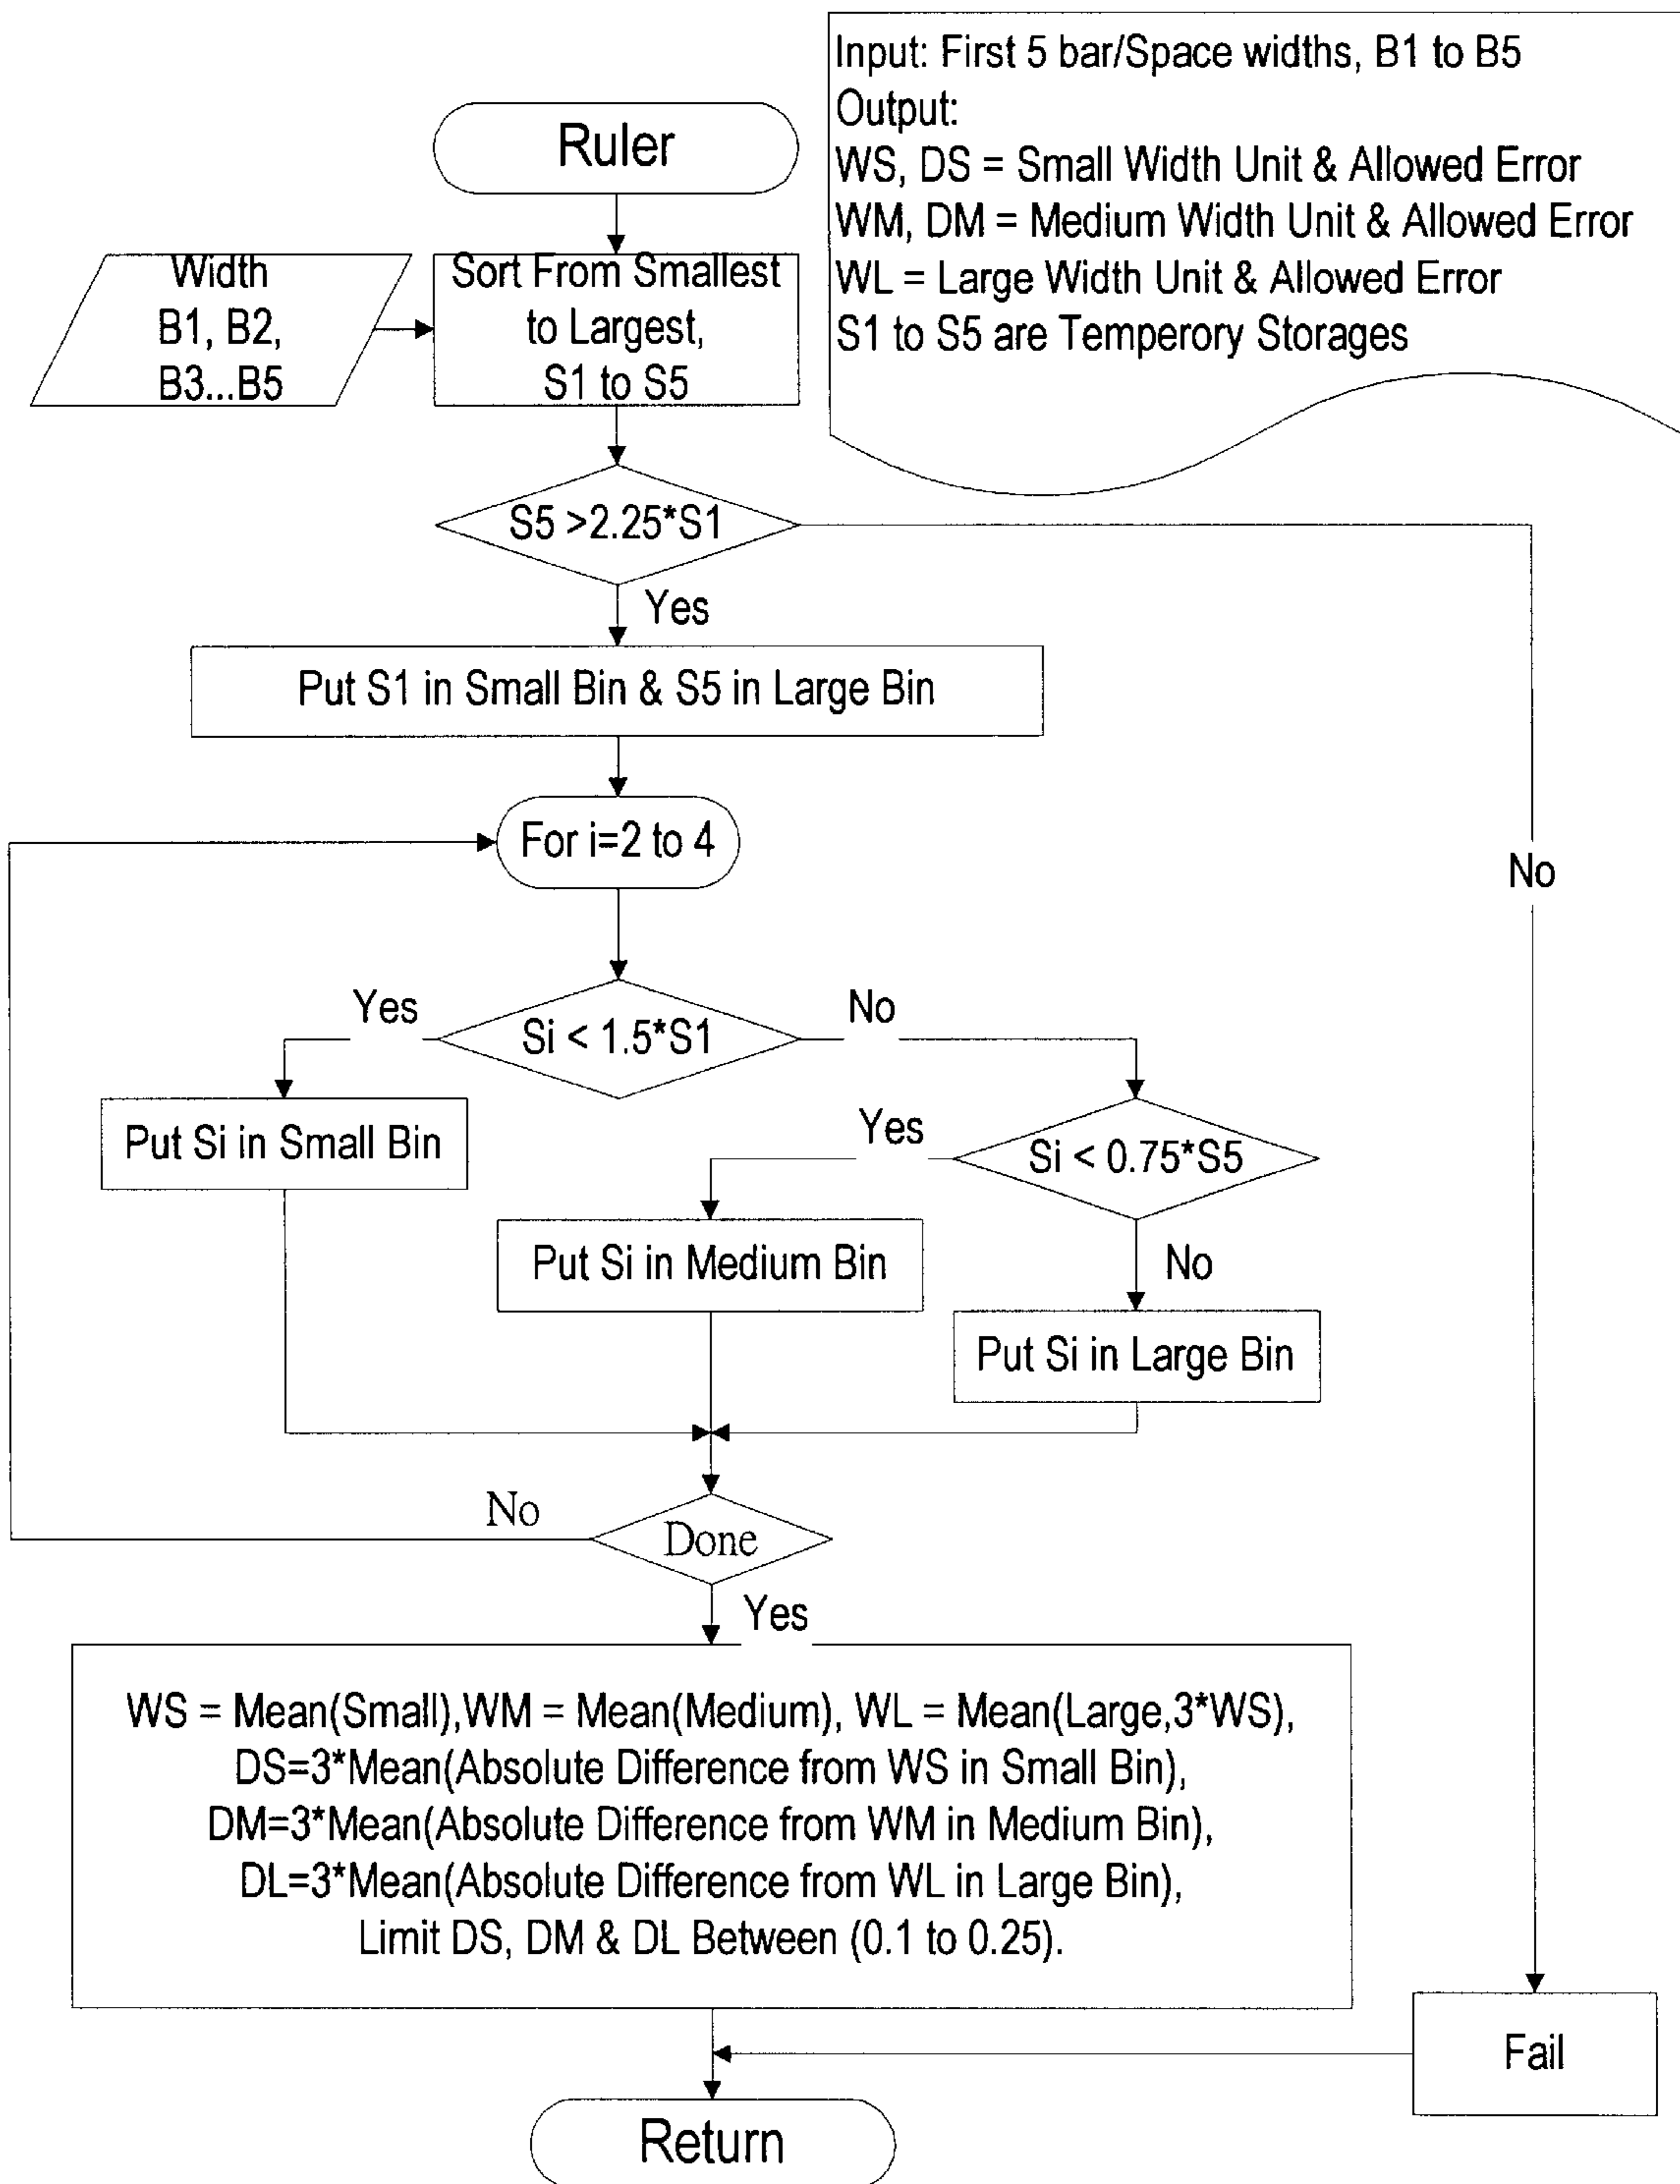 Input: First 5 bar/Space widths, B1 to B5
Output:
WS, DS = Small Width Unit & Allowed Error
WM, DM = Medium Width Unit & Allowed Error
WL = Large Width Unit & Allowed Error
S1 to S5 are Temperory Storages
Ruler
Width
B1, B2,
B3...B5
Sort From Smallest
to Largest,
S1 to S5
S5 >2.25*S1
Yes
Put S1 in Small Bin & S5 in Large Bin
For i=2 to 4
No
Yes
Si < 1.5*S1
No
Put Si in Small Bin
Yes
Si < 0.75*S5
Put Si in Medium Bin
No
Put Si in Large Bin
No
Done
Yes
WS = Mean(Small),WM = Mean(Medium), WL = Mean(Large,3*WS),
DS=3*Mean(Absolute Difference from WS in Small Bin),
DM=3*Mean(Absolute Difference from WM in Medium Bin),
DL=3*Mean(Absolute Difference from WL in Large Bin),
Limit DS, DM & DL Between (0.1 to 0.25).
Fail
Return